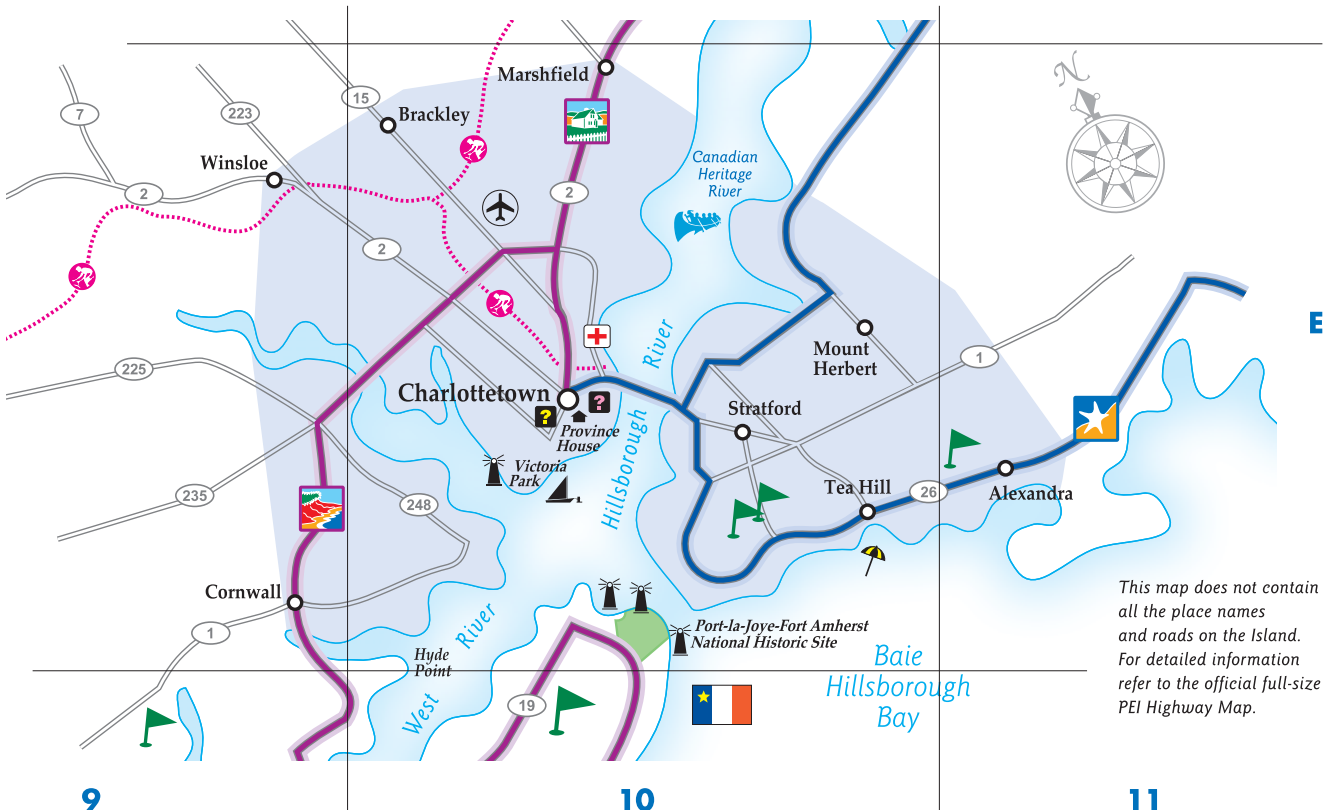 Marshfield
15
7
223
Brackley
Winsloe
Canadian
Heritage
River
N
2
2
2
River
E
Mount
Herbert
1
225
Charlottetown
Stratford
?
?
Province
House
Hillsborough
Victoria
Park
Tea Hill
26
Alexandra
235
248
Cornwall
This map does not contain
all the place names
and roads on the Island.
For detailed information
refer to the official full-size
PEI Highway Map.
1
River
Port-la-Joye-Fort Amherst
National Historic Site
Hyde
Point
Baie
Hillsborough
Bay
West
19
9
10
11